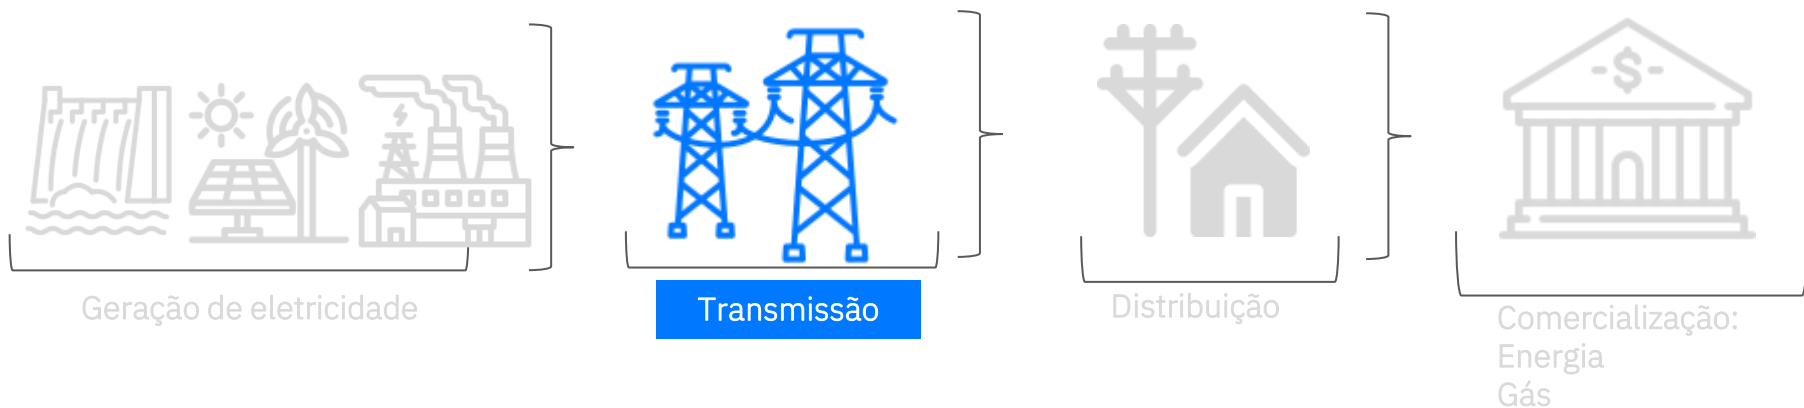 $
Geração de eletricidade
Transmissão
Distribuição
Comercialização:
Energia
Gás